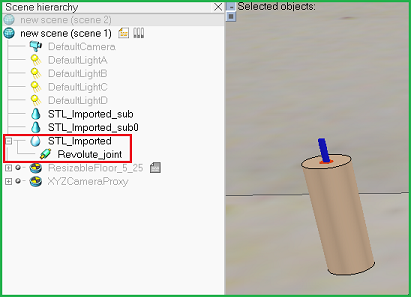 Scene hierarchy
new scene (scene 2)
new scene (scene 1)
DefaultCamera
DefaultLightA
DefaultLightB
DefaultLightC
DefaultLightD
STL_Imported_sub
STL_Imported_sub0
STL_Imported
Revolute_joint
ResizableFloor_5_25
XYZCameraProxy
Selected objects: